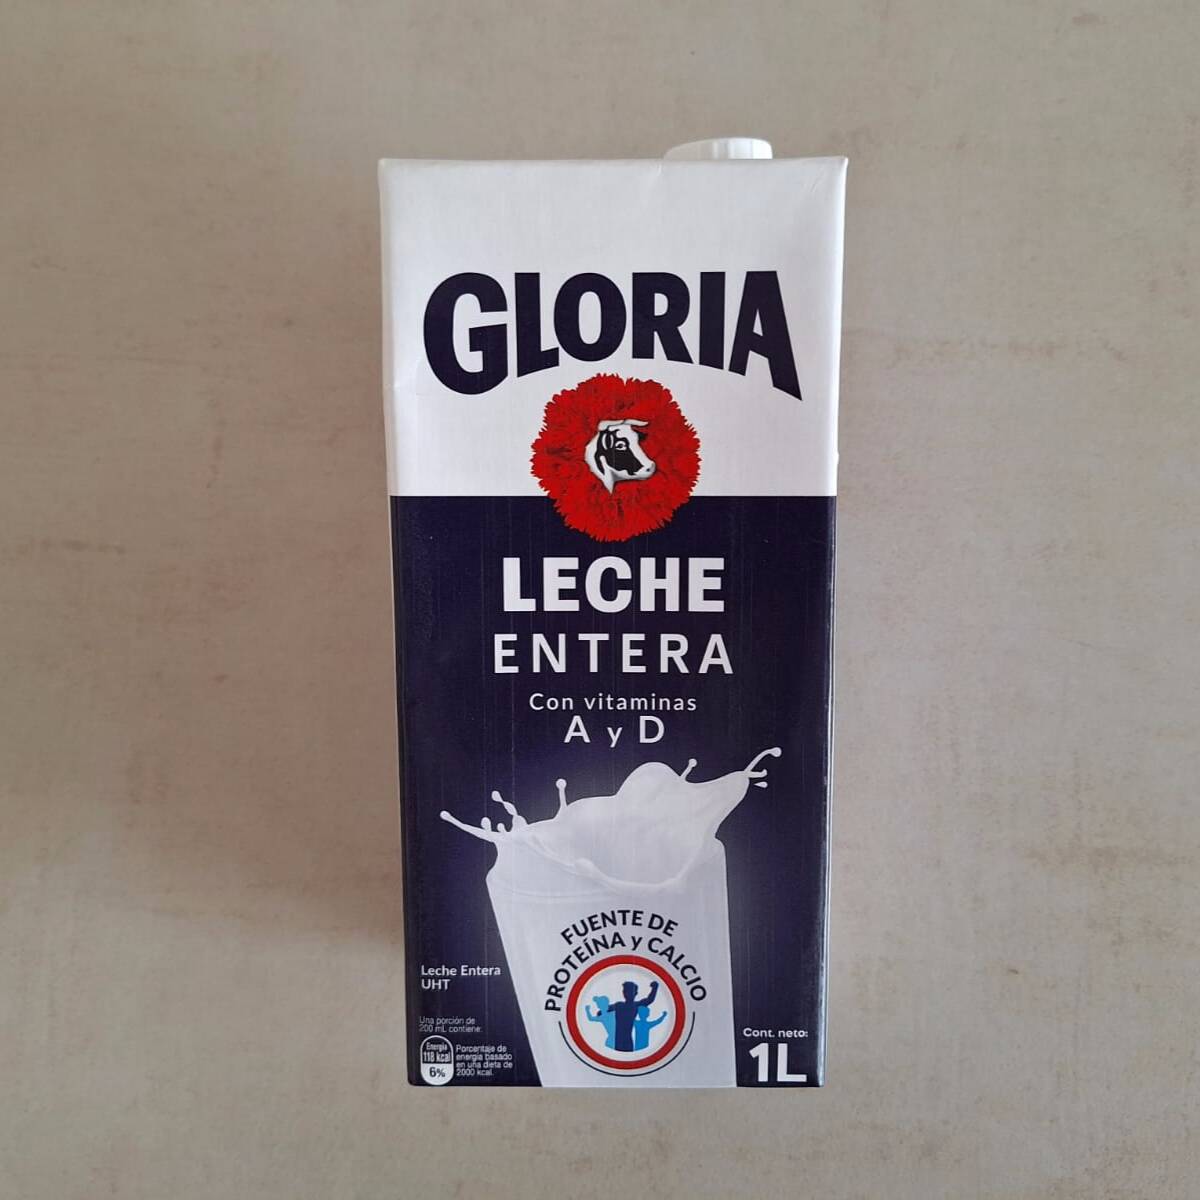 GLORIA
LECHE
ENTERA
Con vitaminas
A y D
FUENTE DE
PROTEÍNA y CALCIO
Leche Entera
UHT
Una porción de
200 mL contiene:
Energía
118 kcal
6%
Porcentaje de
energía basado
en una dieta de
2000 kcal.
Cont. neto:
1L